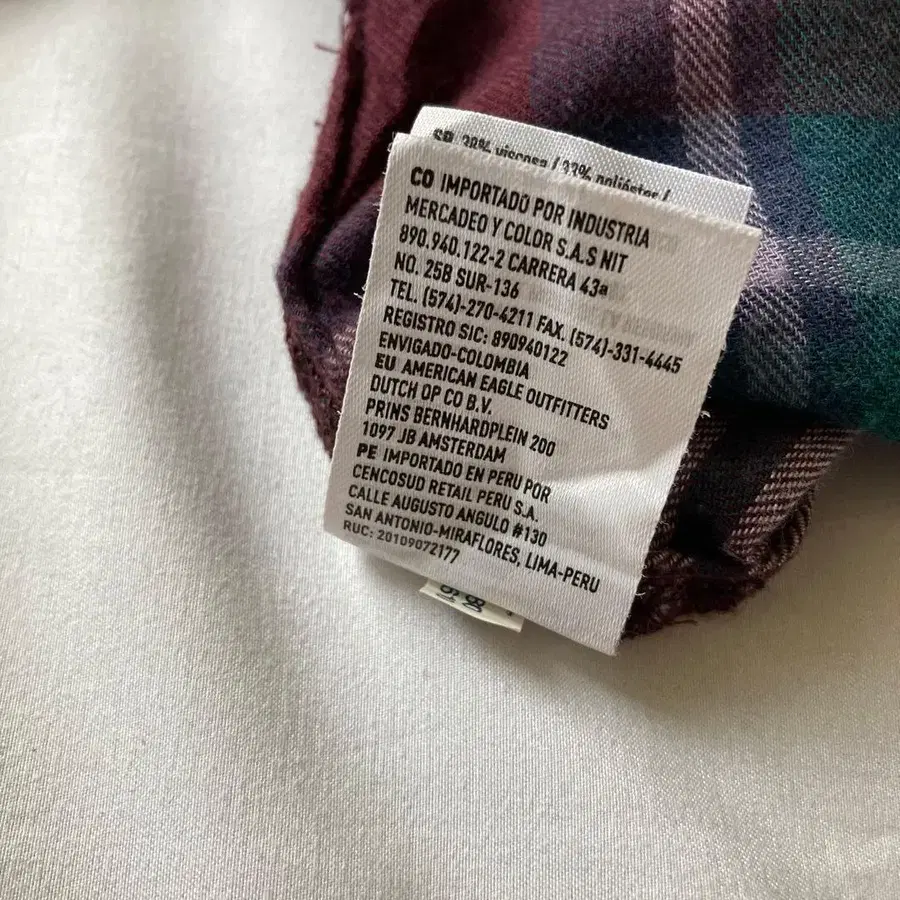 viscosa / 33% poliéster /
CO IMPORTADO POR INDUSTRIA
MERCADEO Y COLOR S.A.S NIT
890.940.122-2 CARRERA 43ª
NO. 25B SUR-136
TEL. (574)-270-4211 FAX. (574)-331-4445
REGISTRO SIC: 890940122
ENVIGADO-COLOMBIA
EU AMERICAN EAGLE OUTFITTERS
DUTCH OP CO B.V.
PRINS BERNHARDPLEIN 200
1097 JB AMSTERDAM
PE IMPORTADO EN PERU POR
CENCOSUD RETAIL PERU S.A.
CALLE AUGUSTO ANGULO #130
SAN ANTONIO-MIRAFLORES, LIMA-PERU
RUC: 20109072177